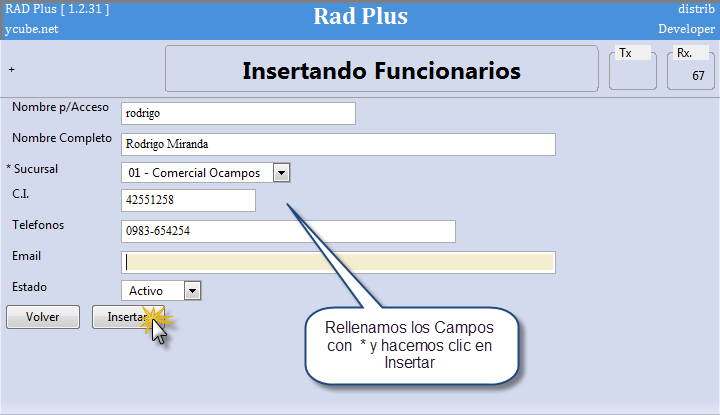 RAD Plus [ 1.2.31 ]
Rad Plus
distrib
ycube.net
Developer
+
Insertando Funcionarios
Tx
Rx.
67
Nombre p/Acceso
rodrigo
Nombre Completo
Rodrigo Miranda
* Sucursal
01 - Comercial Ocampos
C.I.
42551258
Telefonos
0983-654254
Email
Estado
Activo
Volver
Insertar
Rellenamos los Campos
con * y hacemos clic en
Insertar